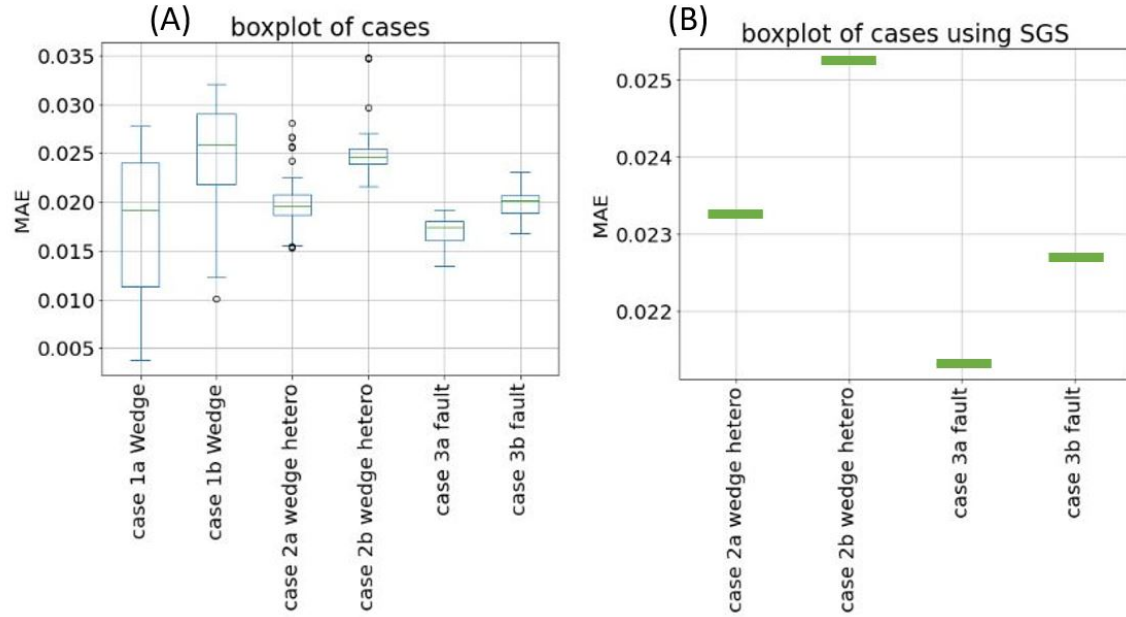 (A)
boxplot of cases
MAE
0.035
0.030
0.025
0.020
0.015
0.010
0.005
case 1a Wedge
case 1b Wedge
case 2a wedge hetero
case 2b wedge hetero
case 3a fault
case 3b fault
(B)
boxplot of cases using SGS
MAE
0.025
0.024
0.023
0.022
case 2a wedge hetero
case 2b wedge hetero
case 3a fault
case 3b fault